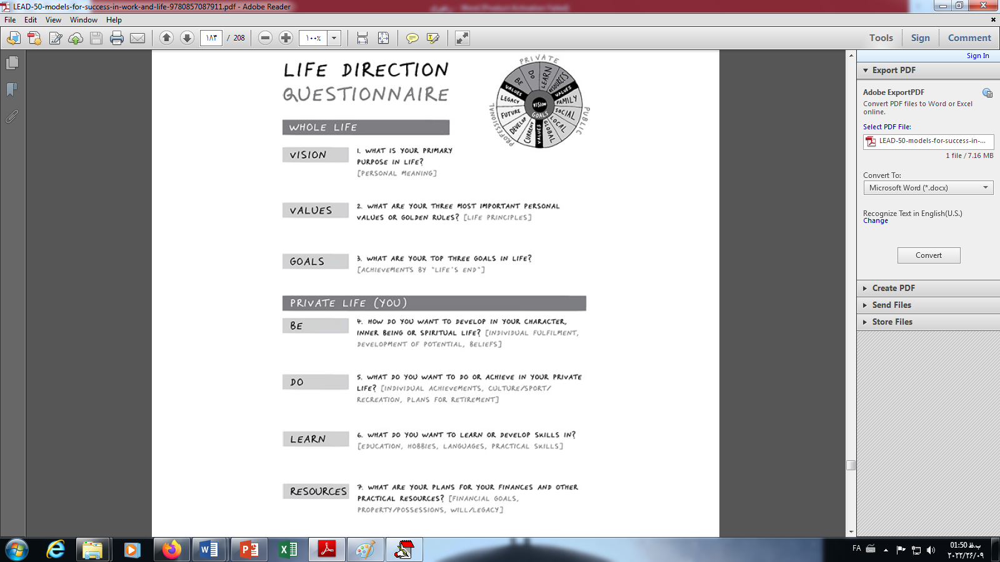 LEAD-50-models-for-success-in-work-and-life-9780857087911.pdf - Adobe Reader
File Edit View Window Help
۱۸۳ / 208
۱۰۰٪
Tools Sign Comment
Sign In
LIFE DIRECTION
QUESTIONNAIRE
PRIVATE
BE
DO
LEARN
RESOURCES
VALUES
FAMILY
SOCIAL
LOCAL
GLOBAL
VALUES
CURRENT
DEVELOP
FUTURE
LEGACY
VALUES
VISION
GOALS
PUBLIC
PROFESSIONAL
WHOLE LIFE
VISION
1. WHAT IS YOUR PRIMARY
PURPOSE IN LIFE?
[PERSONAL MEANING]
VALUES
2. WHAT ARE YOUR THREE MOST IMPORTANT PERSONAL
VALUES OR GOLDEN RULES? [LIFE PRINCIPLES]
GOALS
3. WHAT ARE YOUR TOP THREE GOALS IN LIFE?
[ACHIEVEMENTS BY "LIFE'S END"]
PRIVATE LIFE (YOU)
BE
4. HOW DO YOU WANT TO DEVELOP IN YOUR CHARACTER,
INNER BEING OR SPIRITUAL LIFE? [INDIVIDUAL FULFILMENT,
DEVELOPMENT OF POTENTIAL, BELIEFS]
DO
5. WHAT DO YOU WANT TO DO OR ACHIEVE IN YOUR PRIVATE
LIFE? [INDIVIDUAL ACHIEVEMENTS, CULTURE/SPORT/
RECREATION, PLANS FOR RETIREMENT]
LEARN
6. WHAT DO YOU WANT TO LEARN OR DEVELOP SKILLS IN?
[EDUCATION, HOBBIES, LANGUAGES, PRACTICAL SKILLS]
RESOURCES
7. WHAT ARE YOUR PLANS FOR YOUR FINANCES AND OTHER
PRACTICAL RESOURCES? [FINANCIAL GOALS,
PROPERTY/POSSESSIONS, WILL/LEGACY]
Export PDF
Adobe ExportPDF
Convert PDF files to Word or Excel
online.
Select PDF File:
LEAD-50-models-for-success-in-...
1 file / 7.16 MB
Convert To:
Microsoft Word (*.docx)
Recognize Text in English(U.S.)
Change
Convert
Create PDF
Send Files
Store Files
FA
01:50 ب.ظ
۲۰۲۲/۲۶/۰۹